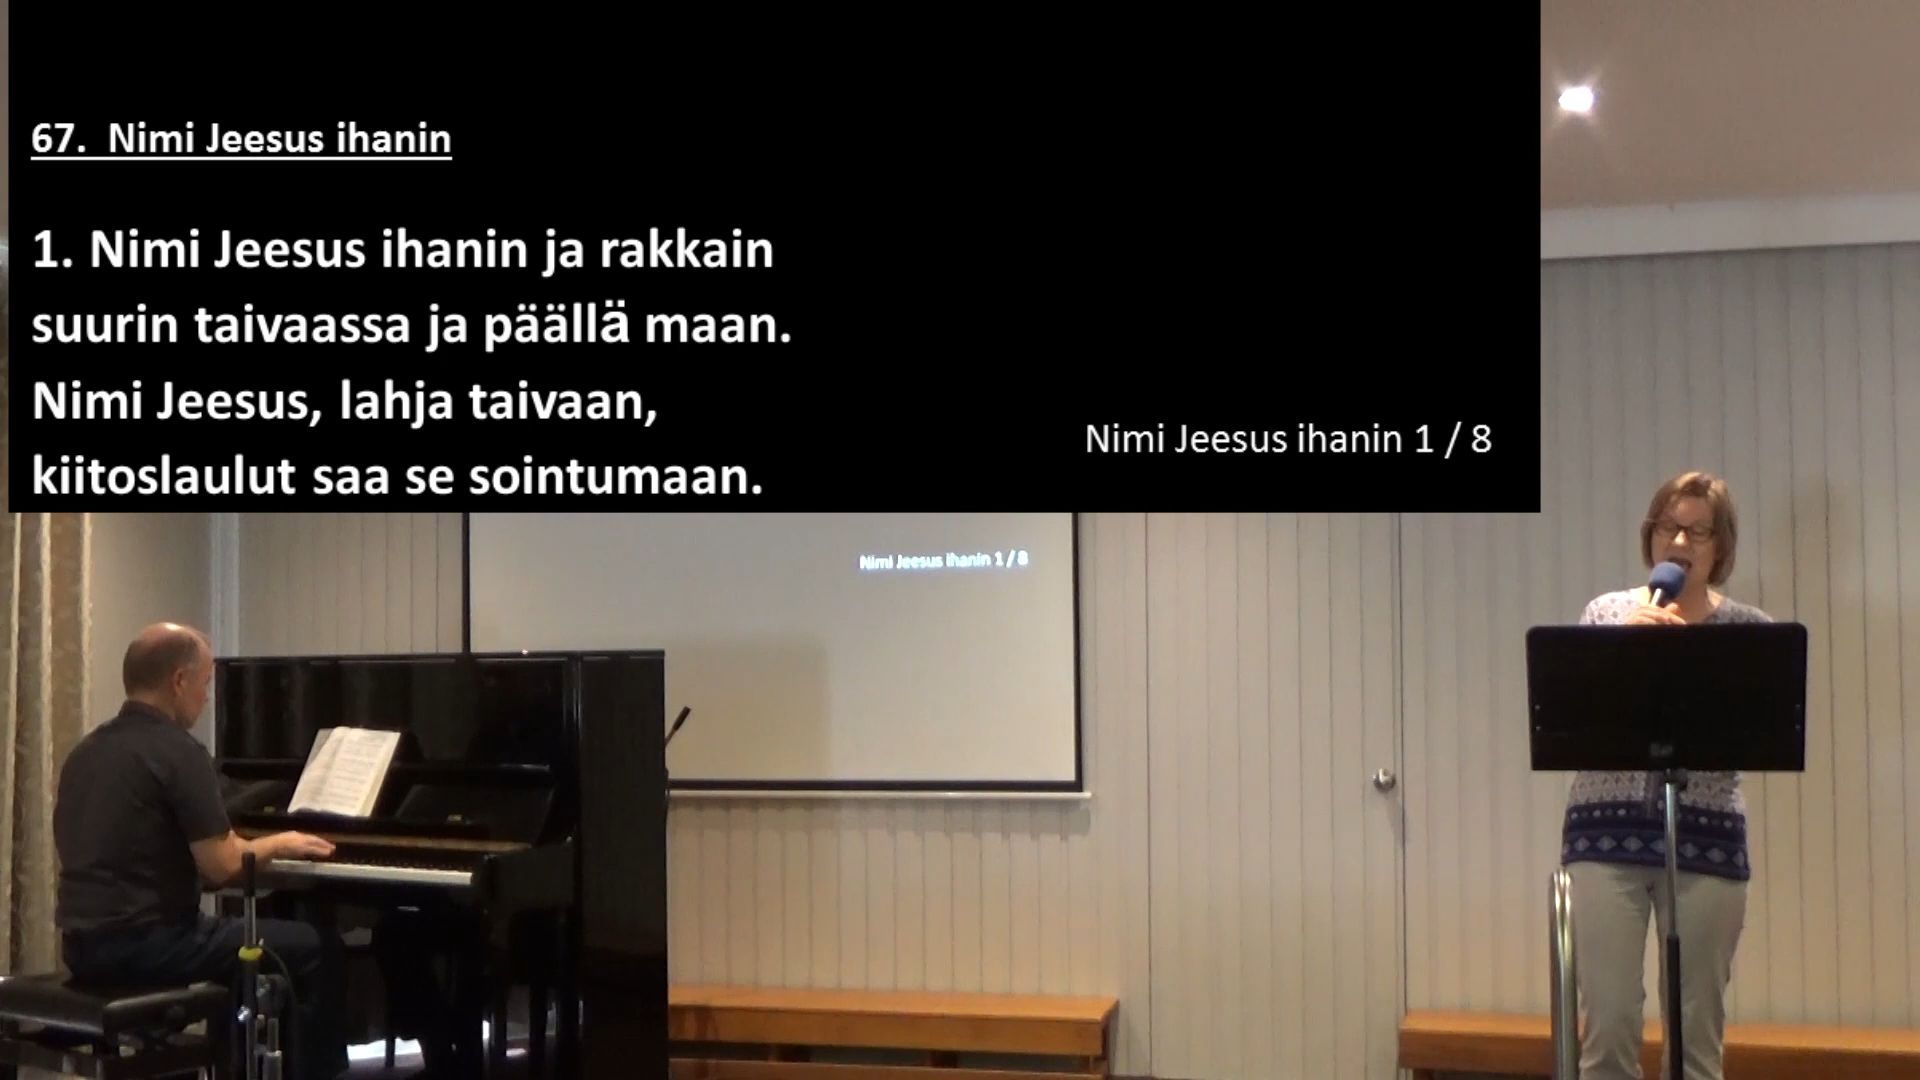 67.  Nimi Jeesus ihanin
1. Nimi Jeesus ihanin ja rakkain
suurin taivaassa ja päällä maan.
Nimi Jeesus, lahja taivaan,
kiitoslaulut saa se sointumaan.
Nimi Jeesus ihanin 1 / 8
Nimi Jeesus ihanin 1 / 8